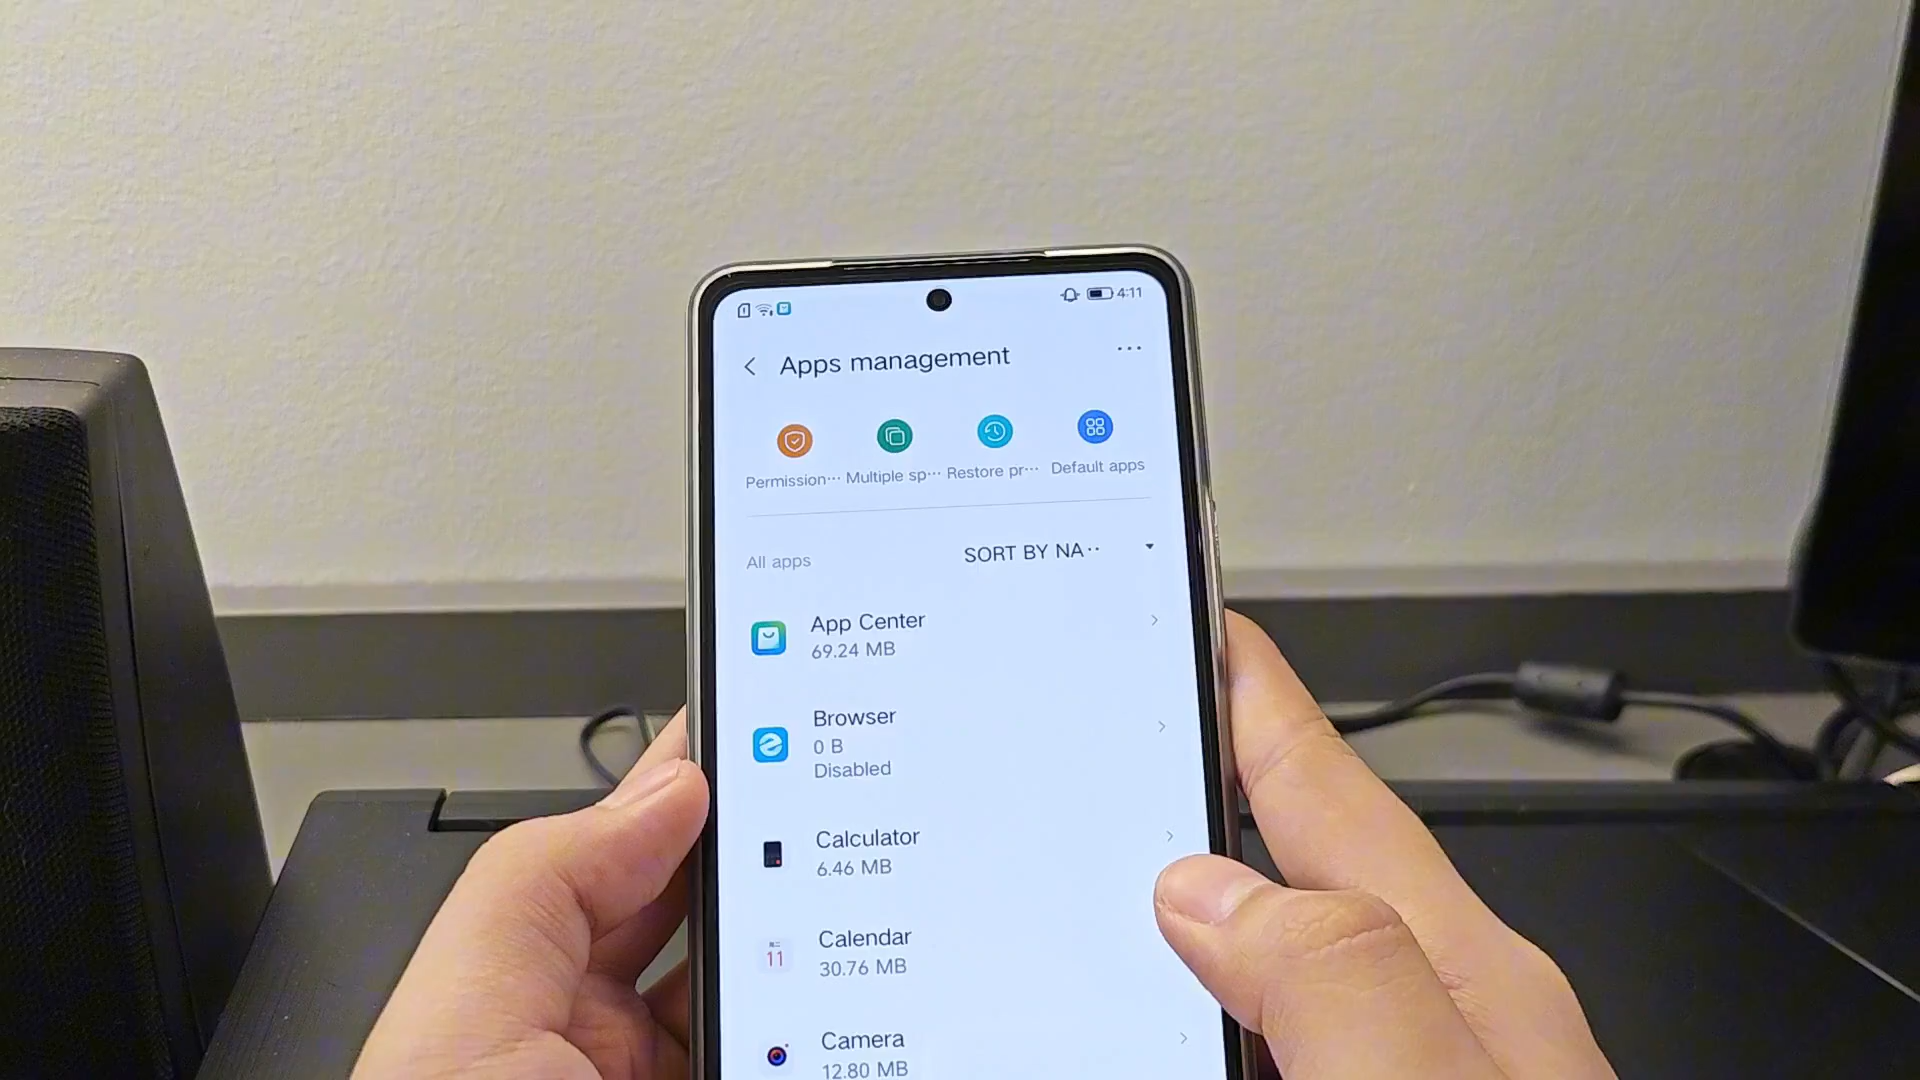 4:11
Apps management
Permission··· Multiple sp··· Restore pr··· Default apps
All apps SORT BY NA··
App Center
69.24 MB
Browser
0 B
Disabled
Calculator
6.46 MB
Calendar
11
30.76 MB
Camera
12.80 MB